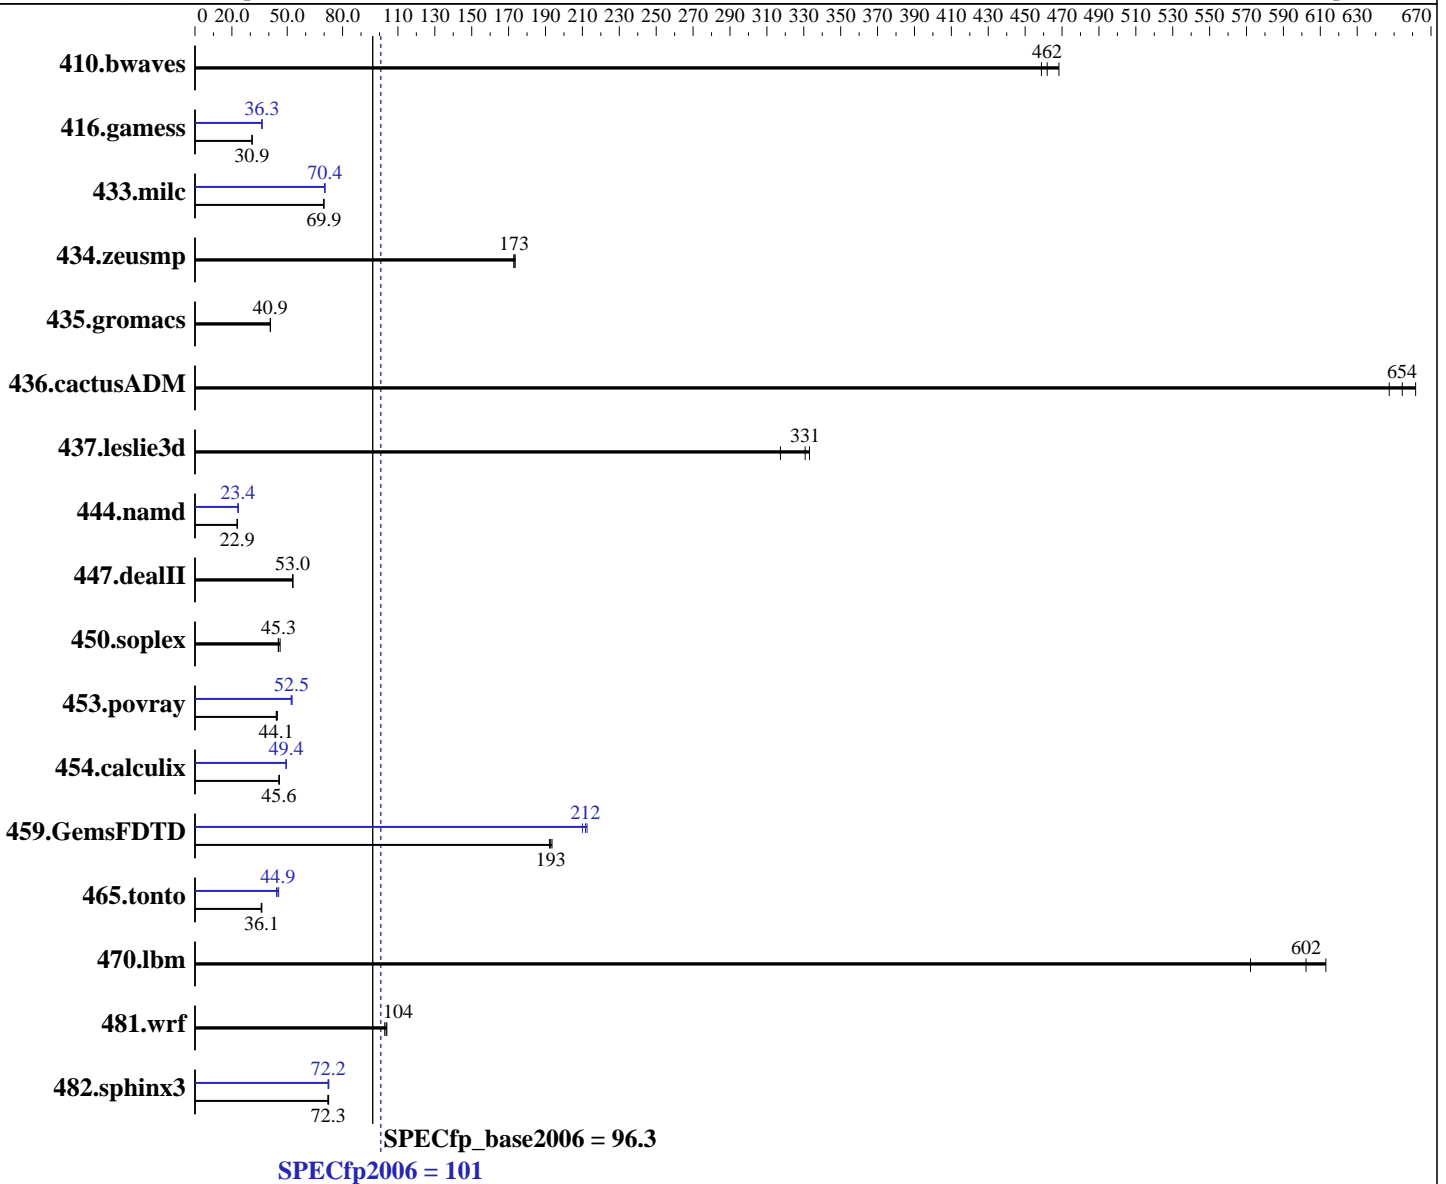 0 20.0 50.0 80.0 110 130 150 170 190 210 230 250 270 290 310 330 350 370 390 410 430 450 470 490 510 530 550 570 590 610 630 670
462
410.bwaves
36.3
416.gamess
30.9
70.4
433.milc
69.9
173
434.zeusmp
40.9
435.gromacs
654
436.cactusADM
331
437.leslie3d
23.4
444.namd
22.9
53.0
447.dealII
45.3
450.soplex
52.5
453.povray
44.1
49.4
454.calculix
45.6
212
459.GemsFDTD
193
44.9
465.tonto
36.1
602
470.lbm
104
481.wrf
72.2
482.sphinx3
72.3
SPECfp_base2006 = 96.3
SPECfp2006 = 101